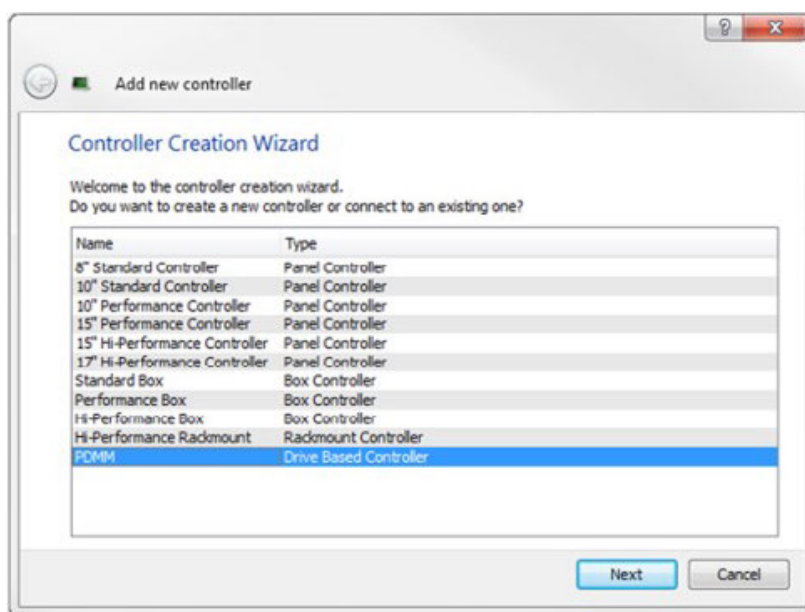 Add new controller
Controller Creation Wizard
Welcome to the controller creation wizard.
Do you want to create a new controller or connect to an existing one?
Name Type
8" Standard Controller Panel Controller
10" Standard Controller Panel Controller
10" Performance Controller Panel Controller
15" Performance Controller Panel Controller
15" Hi-Performance Controller Panel Controller
17" Hi-Performance Controller Panel Controller
Standard Box Box Controller
Performance Box Box Controller
Hi-Performance Box Box Controller
Hi-Performance Rackmount Rackmount Controller
PDMM Drive Based Controller
Next Cancel